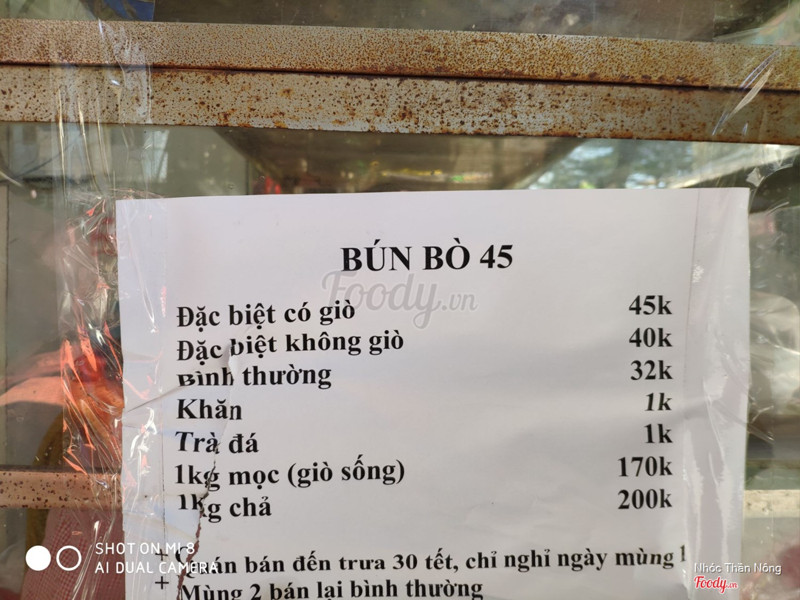 BÚN BÒ 45
Foody.vn
Đặc biệt có giò 45k
Đặc biệt không giò 40k
Bình thường 32k
Khăn 1k
Trà đá 1k
1kg mọc (giò sống) 170k
1kg chả 200k
+ Quán bán đến trưa 30 tết, chỉ nghỉ ngày mùng 1
+ Mùng 2 bán lại bình thường
SHOT ON MI 8
AI DUAL CAMERA
Nhóc Thần Nông
Foody.vn